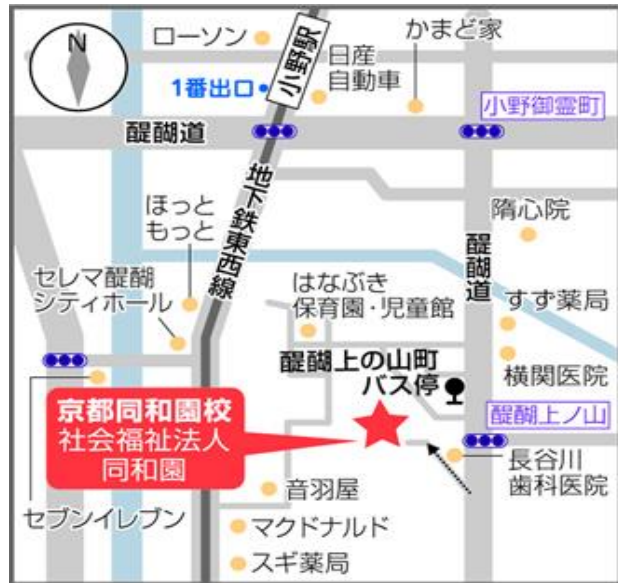 N
ローソン
1番出口
小野駅
日産
自動車
かまど家
小野御霊町
醍醐道
地下鉄東西線
ほっと
もっと
セレマ醍醐
シティホール
はなぶき
保育園・児童館
醍醐道
隋心院
すず薬局
横関医院
醍醐上の山町
バス停
醍醐上ノ山
京都同和園校
社会福祉法人
同和園
長谷川
歯科医院
セブンイレブン
音羽屋
マクドナルド
スギ薬局